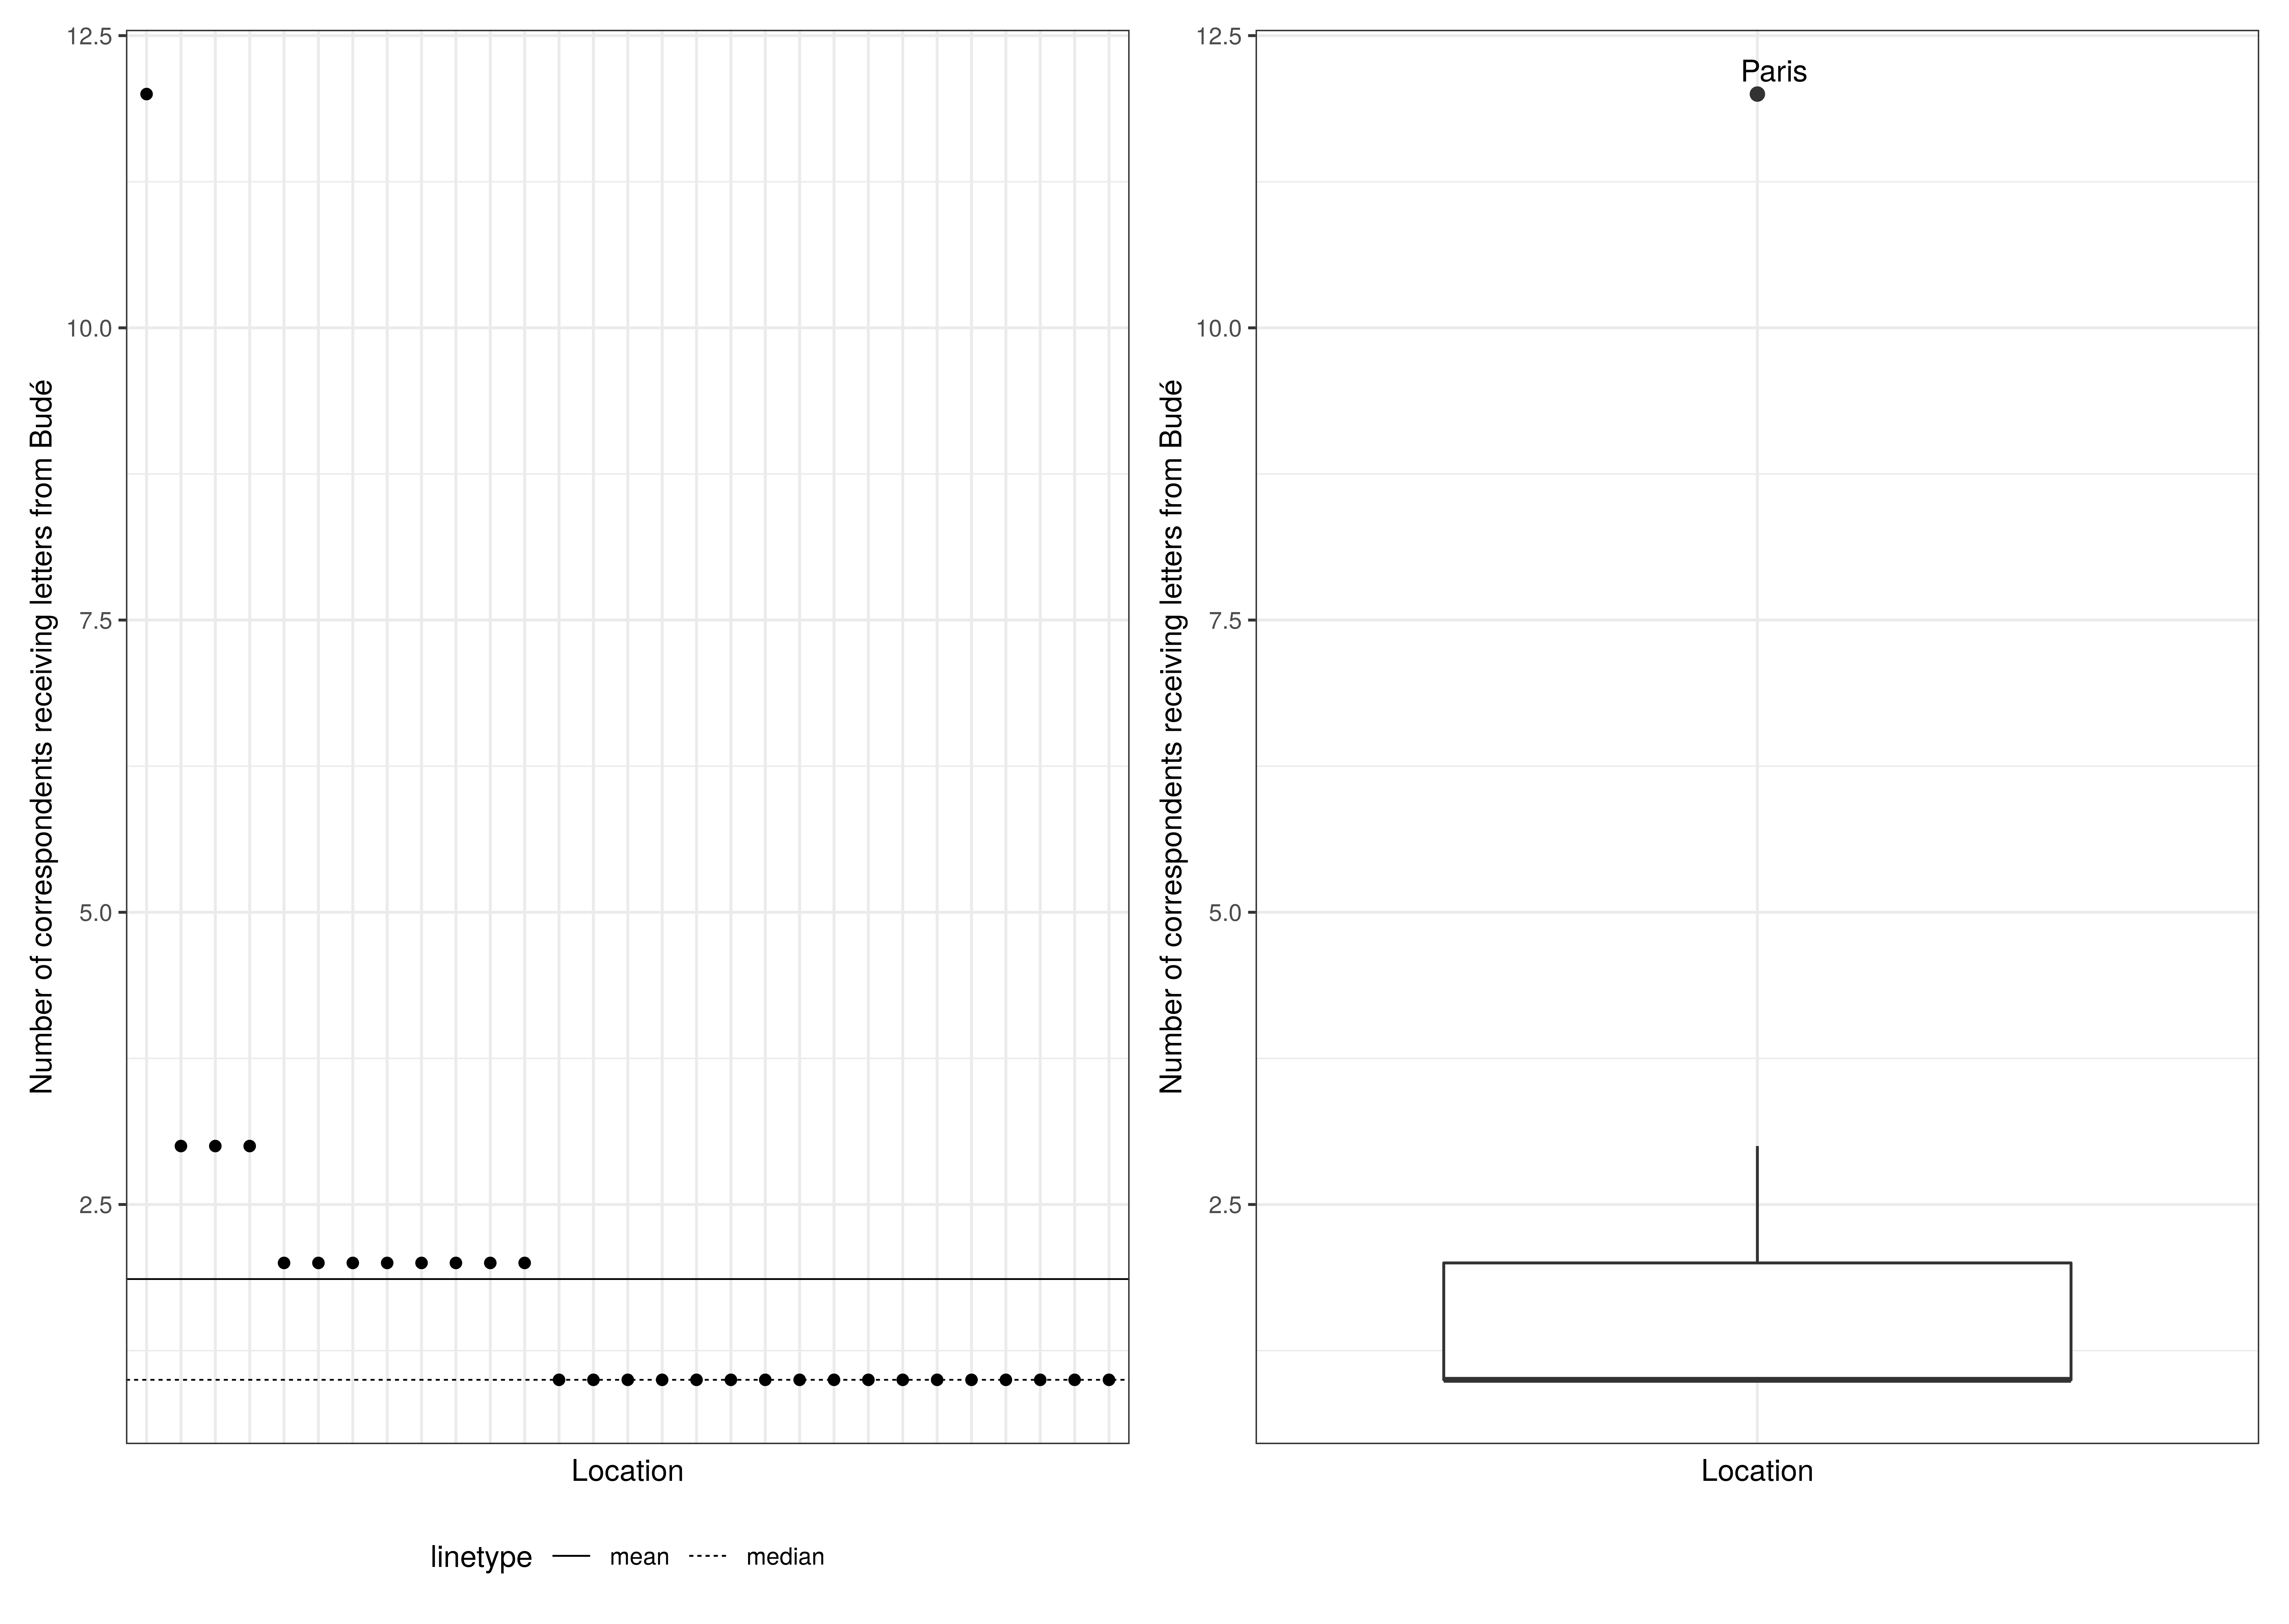 Number of correspondents receiving letters from Budé
12.5
10.0
7.5
5.0
2.5
Location
linetype mean median
Number of correspondents receiving letters from Budé
12.5
10.0
7.5
5.0
2.5
Paris
Location